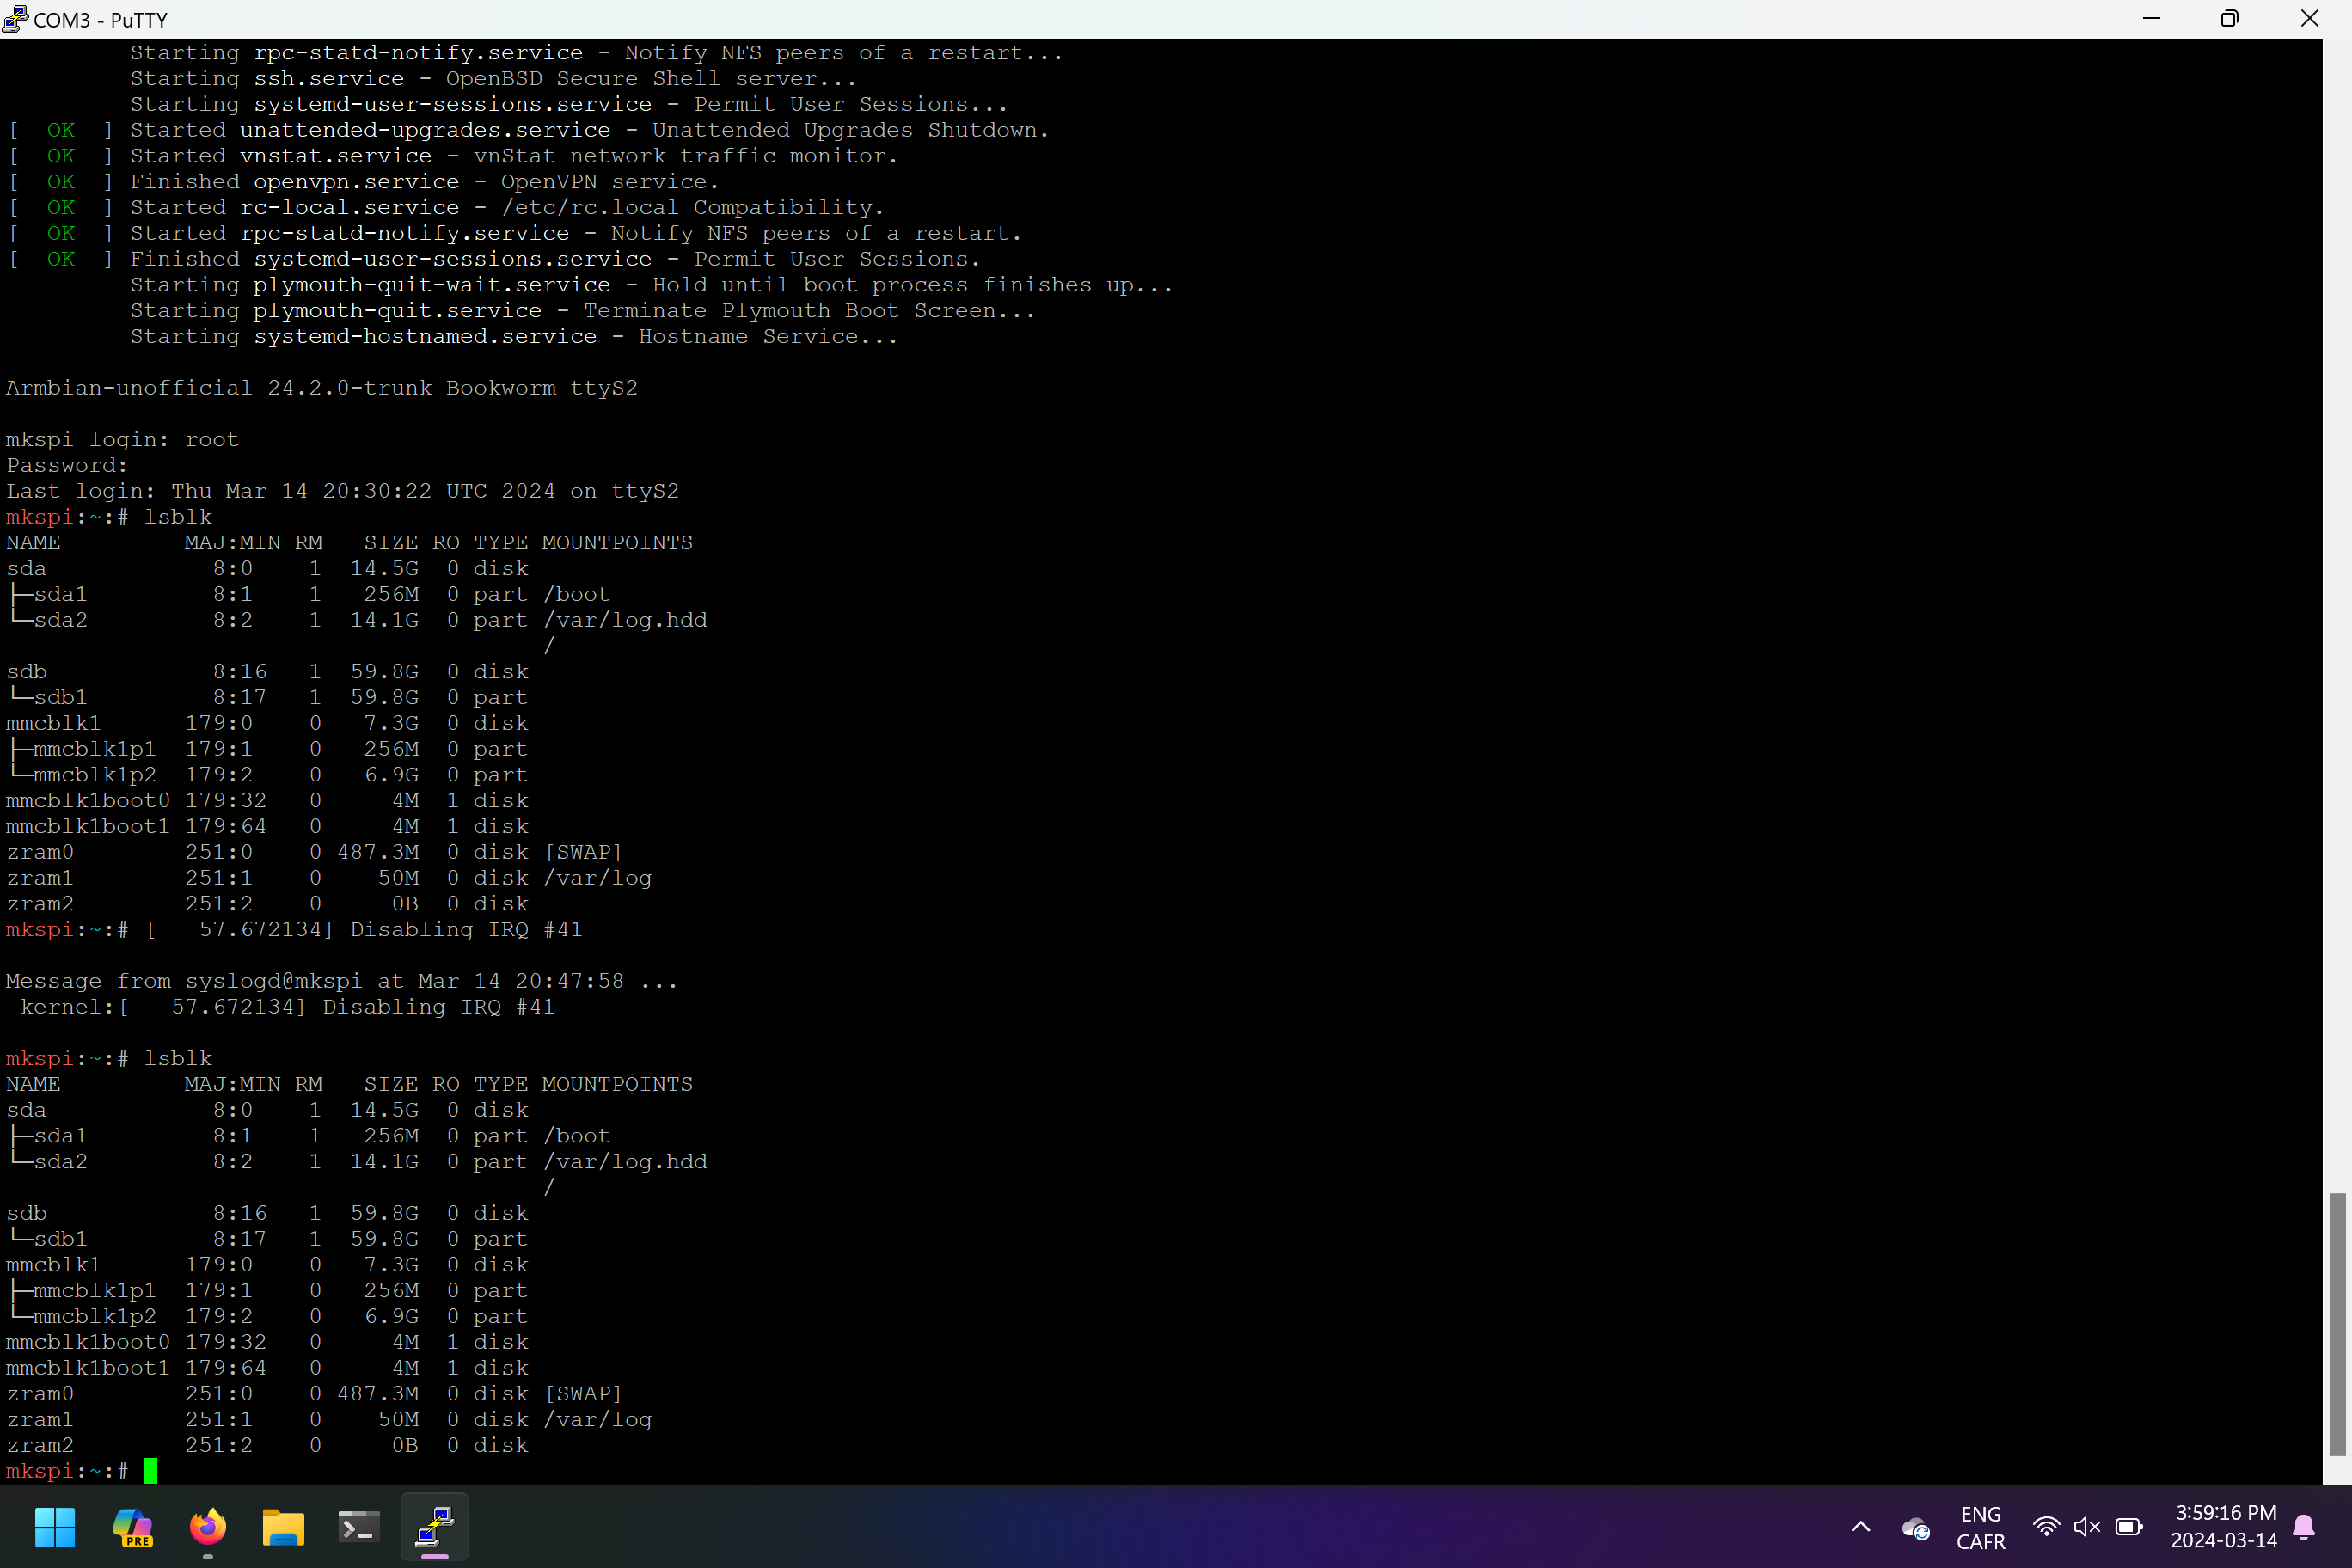 COM3 - PuTTY
Starting rpc-statd-notify.service - Notify NFS peers of a restart...
Starting ssh.service - OpenBSD Secure Shell server...
Starting systemd-user-sessions.service - Permit User Sessions...
[  OK  ] Started unattended-upgrades.service - Unattended Upgrades Shutdown.
[  OK  ] Started vnstat.service - vnStat network traffic monitor.
[  OK  ] Finished openvpn.service - OpenVPN service.
[  OK  ] Started rc-local.service - /etc/rc.local Compatibility.
[  OK  ] Started rpc-statd-notify.service - Notify NFS peers of a restart.
[  OK  ] Finished systemd-user-sessions.service - Permit User Sessions.
Starting plymouth-quit-wait.service - Hold until boot process finishes up...
Starting plymouth-quit.service - Terminate Plymouth Boot Screen...
Starting systemd-hostnamed.service - Hostname Service...
Armbian-unofficial 24.2.0-trunk Bookworm ttyS2
mkspi login: root
Password:
Last login: Thu Mar 14 20:30:22 UTC 2024 on ttyS2
mkspi:~:# lsblk
NAME         MAJ:MIN RM   SIZE RO TYPE MOUNTPOINTS
sda            8:0    1  14.5G  0 disk
├─sda1         8:1    1   256M  0 part /boot
└─sda2         8:2    1  14.1G  0 part /var/log.hdd
/
sdb            8:16   1  59.8G  0 disk
└─sdb1         8:17   1  59.8G  0 part
mmcblk1      179:0    0   7.3G  0 disk
├─mmcblk1p1  179:1    0   256M  0 part
└─mmcblk1p2  179:2    0   6.9G  0 part
mmcblk1boot0 179:32   0     4M  1 disk
mmcblk1boot1 179:64   0     4M  1 disk
zram0        251:0    0 487.3M  0 disk [SWAP]
zram1        251:1    0    50M  0 disk /var/log
zram2        251:2    0     0B  0 disk
mkspi:~:# [   57.672134] Disabling IRQ #41
Message from syslogd@mkspi at Mar 14 20:47:58 ...
kernel:[   57.672134] Disabling IRQ #41
mkspi:~:# lsblk
NAME         MAJ:MIN RM   SIZE RO TYPE MOUNTPOINTS
sda            8:0    1  14.5G  0 disk
├─sda1         8:1    1   256M  0 part /boot
└─sda2         8:2    1  14.1G  0 part /var/log.hdd
/
sdb            8:16   1  59.8G  0 disk
└─sdb1         8:17   1  59.8G  0 part
mmcblk1      179:0    0   7.3G  0 disk
├─mmcblk1p1  179:1    0   256M  0 part
└─mmcblk1p2  179:2    0   6.9G  0 part
mmcblk1boot0 179:32   0     4M  1 disk
mmcblk1boot1 179:64   0     4M  1 disk
zram0        251:0    0 487.3M  0 disk [SWAP]
zram1        251:1    0    50M  0 disk /var/log
zram2        251:2    0     0B  0 disk
mkspi:~:#
PRE
ENG
CAFR
3:59:16 PM
2024-03-14